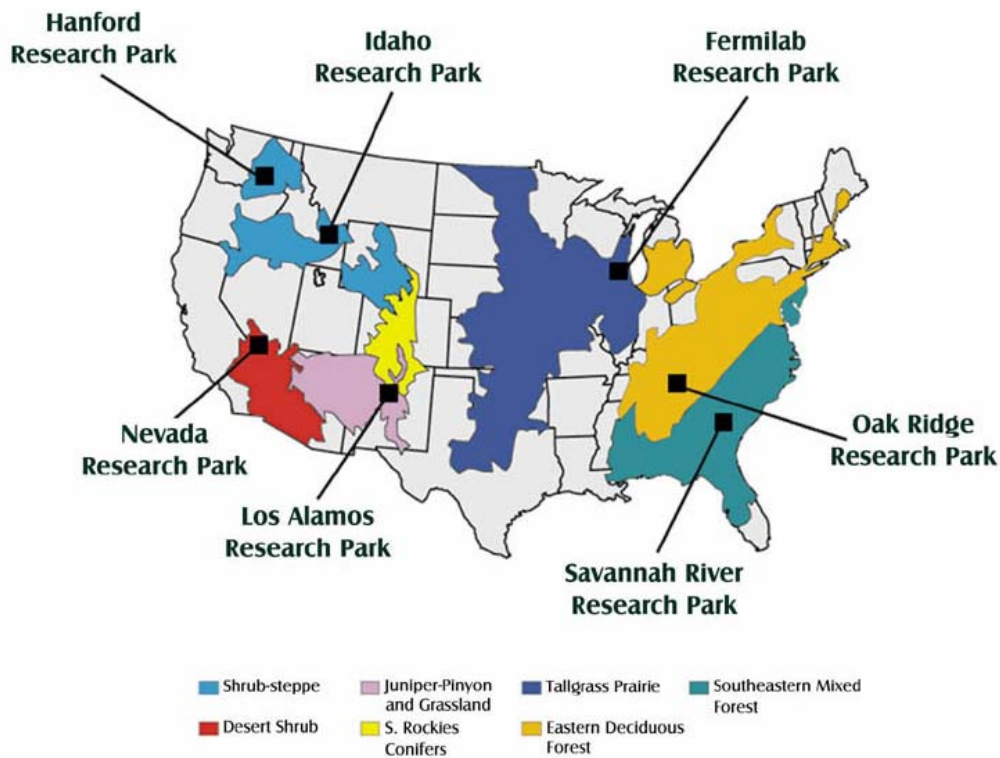 Hanford
Research Park
Idaho
Research Park
Fermilab
Research Park
Nevada
Research Park
Los Alamos
Research Park
Oak Ridge
Research Park
Savannah River
Research Park
Shrub-steppe
Juniper-Pinyon
and Grassland
Tallgrass Prairie
Southeastern Mixed
Forest
Desert Shrub
S. Rockies
Conifers
Eastern Deciduous
Forest